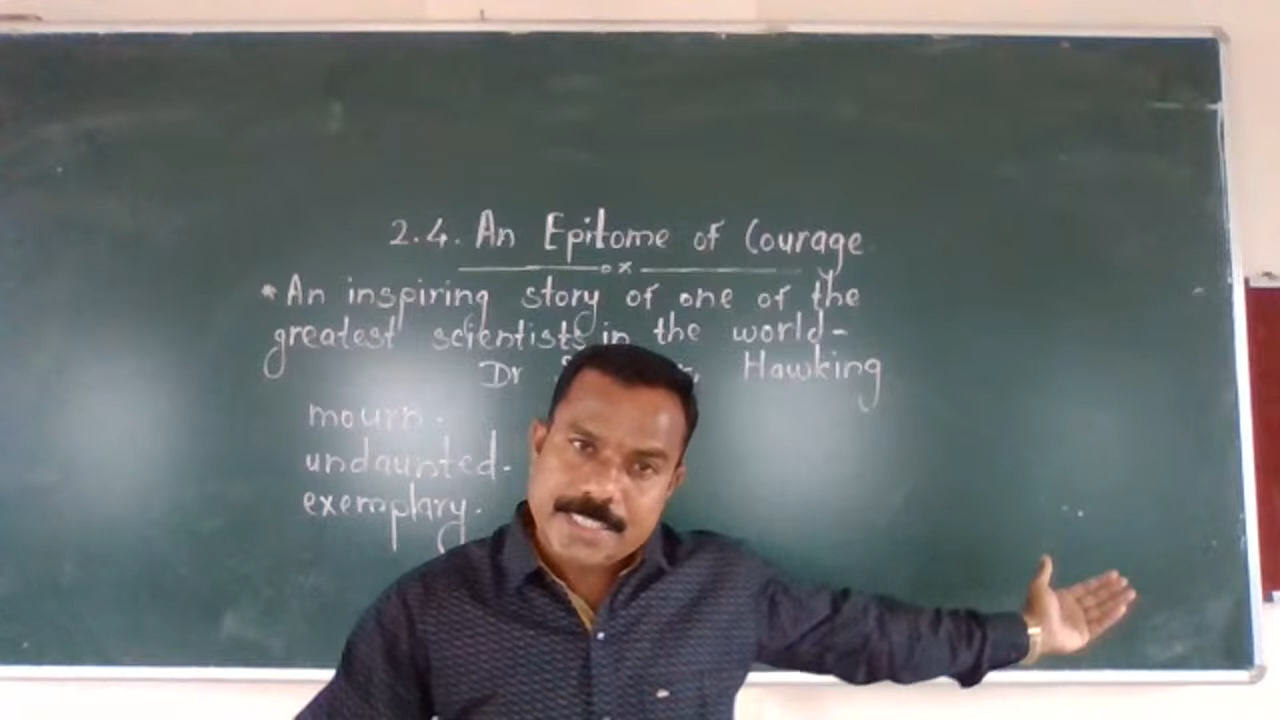 2.4. An Epitome of Courage
* An inspiring story of one of the
greatest scientists in the world-
Dr Hawking
mourn.
undaunted.
exemplary.